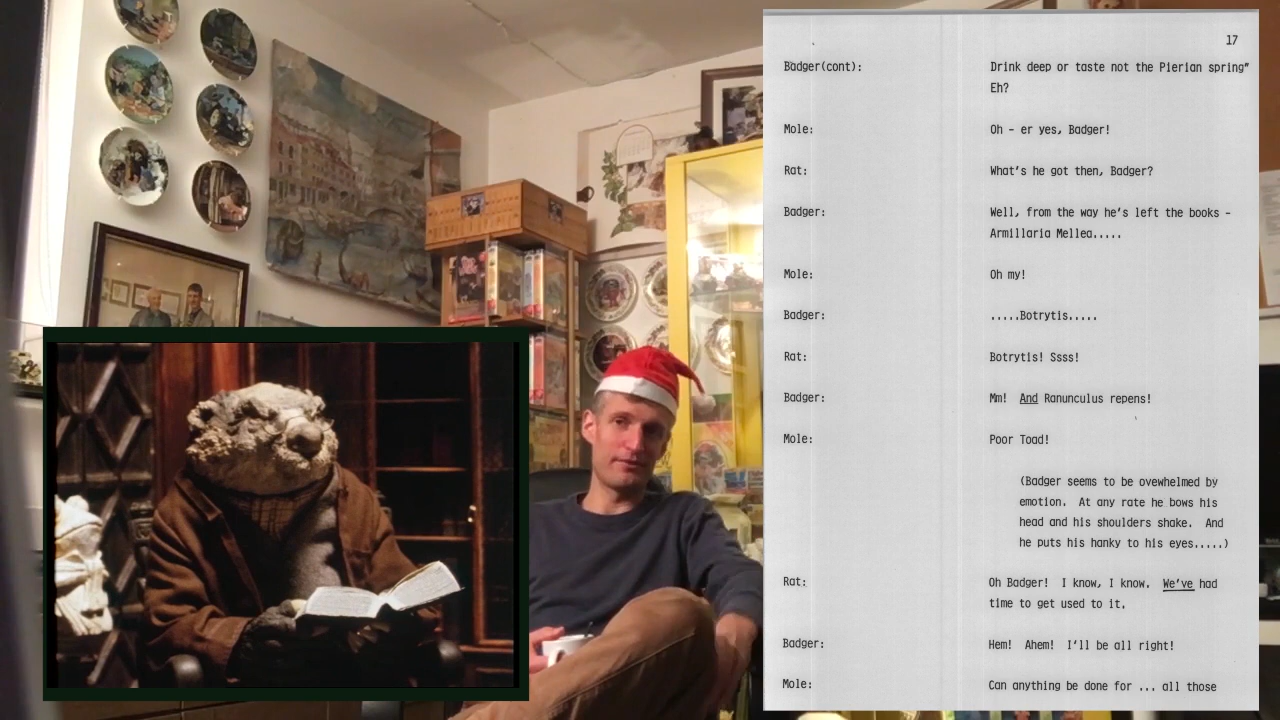 17
Badger(cont): Drink deep or taste not the Pierian spring"
Eh?
Mole: Oh - er yes, Badger!
Rat: What's he got then, Badger?
Badger: Well, from the way he's left the books -
Armillaria Mellea.....
Mole: Oh my!
Badger: .....Botrytis.....
Rat: Botrytis! Ssss!
Badger: Mm! And Ranunculus repens!
Mole: Poor Toad!
(Badger seems to be ovewhelmed by
emotion. At any rate he bows his
head and his shoulders shake. And
he puts his hanky to his eyes.....)
Rat: Oh Badger! I know, I know. We've had
time to get used to it.
Badger: Hem! Ahem! I'll be all right!
Mole: Can anything be done for ... all those